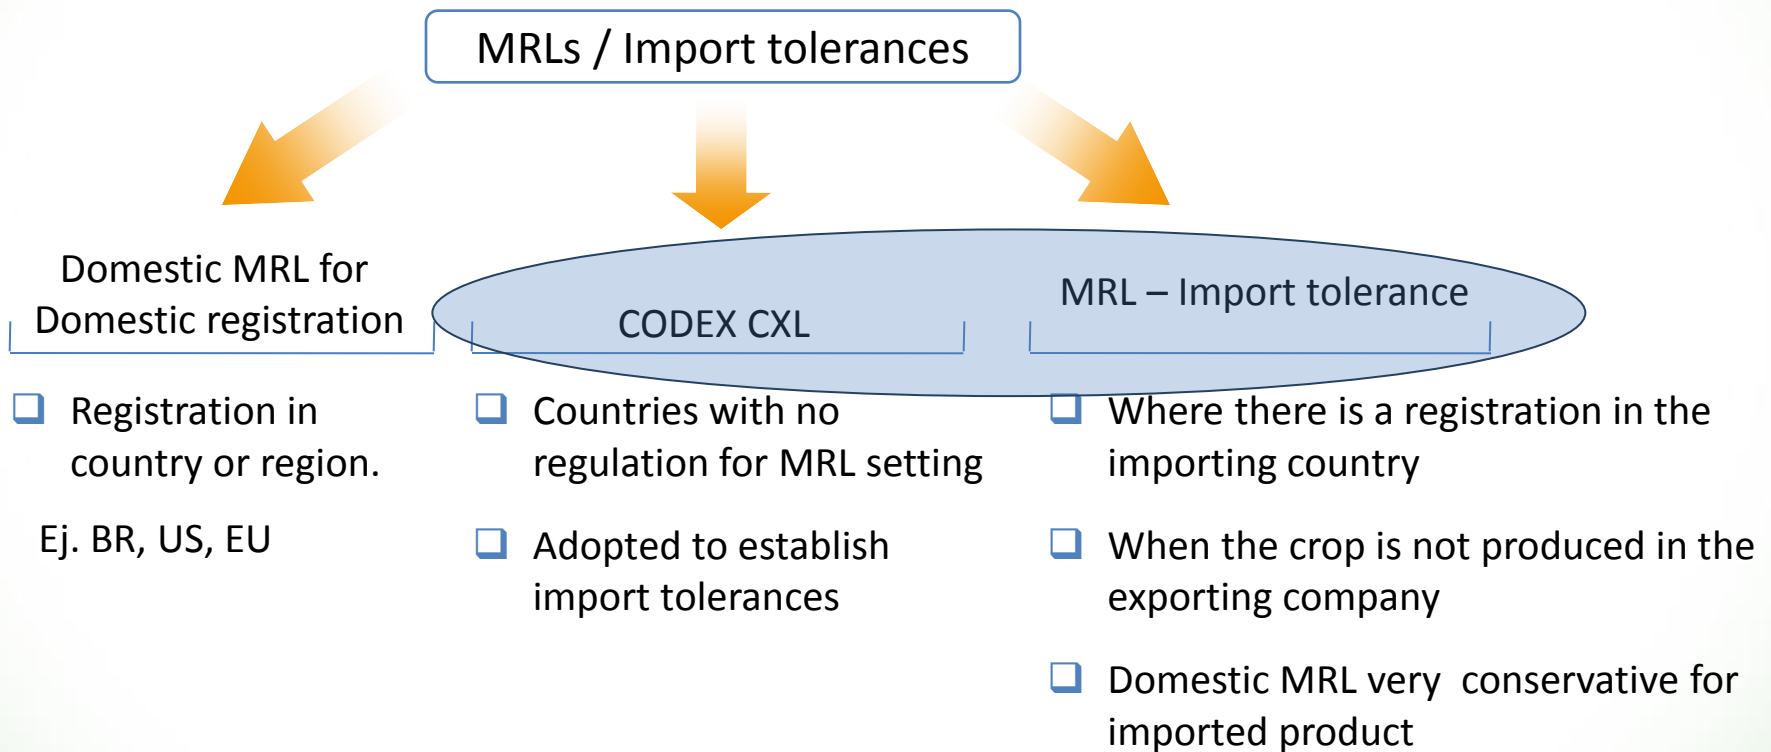 MRLs / Import tolerances
Domestic MRL for
Domestic registration
❑ Registration in
country or region.
Ej. BR, US, EU
CODEX CXL
❑ Countries with no
regulation for MRL setting
❑ Adopted to establish
import tolerances
MRL – Import tolerance
❑ Where there is a registration in the
importing country
❑ When the crop is not produced in the
exporting company
❑ Domestic MRL very  conservative for
imported product